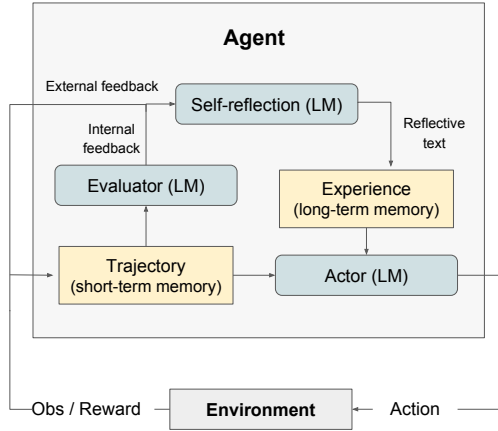 Agent
External feedback
Self-reflection (LM)
Internal
feedback
Reflective
text
Evaluator (LM)
Experience
(long-term memory)
Trajectory
(short-term memory)
Actor (LM)
Obs / Reward
Environment
Action